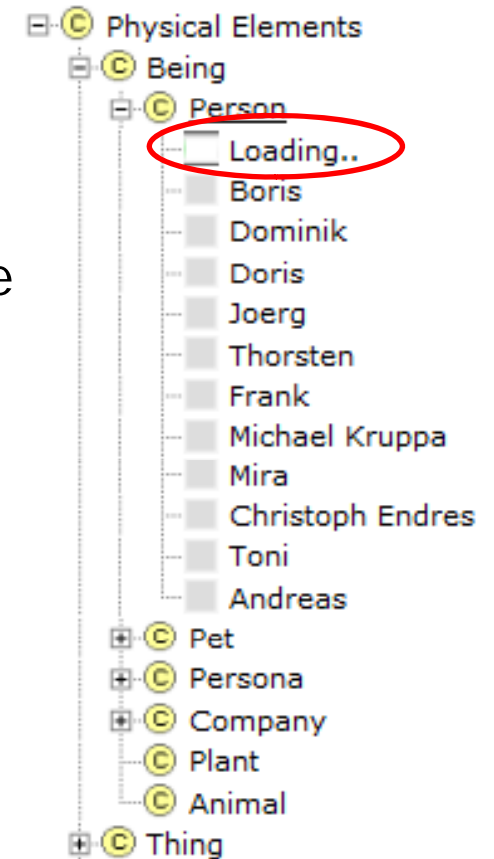 C Physical Elements
C Being
C Person
Loading..
Boris
Dominik
e
Doris
Joerg
Thorsten
Frank
Michael Kruppa
Mira
Christoph Endres
Toni
Andreas
C Pet
C Persona
C Company
C Plant
C Animal
C Thing